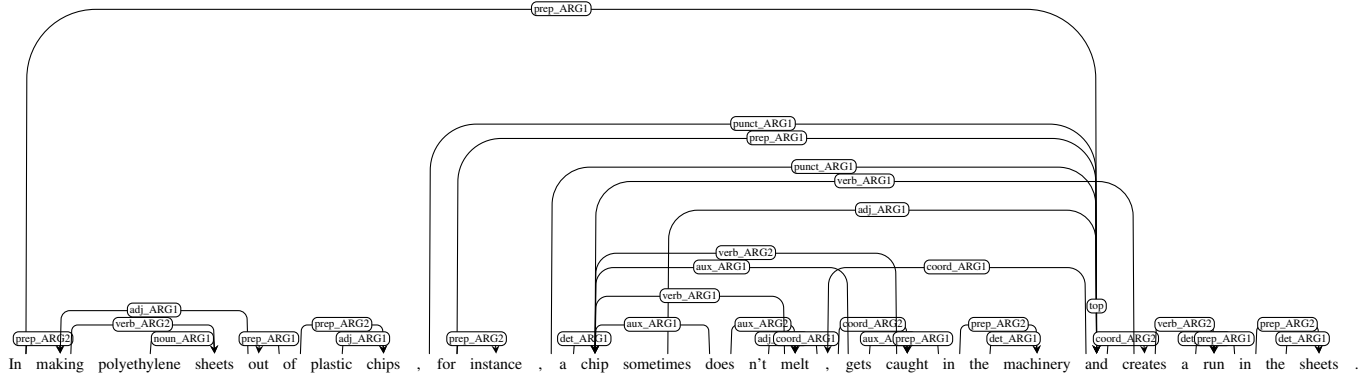 prep_ARG1
punct_ARG1
prep_ARG1
punct_ARG1
verb_ARG1
adj_ARG1
verb_ARG2
aux_ARG1 coord_ARG1
verb_ARG1
top
adj_ARG1
verb_ARG2 prep_ARG2 aux_ARG1 aux_ARG2 coord_ARG2 prep_ARG2 verb_ARG2 prep_ARG2
prep_ARG2 noun_ARG1 prep_ARG1 adj_ARG1 prep_ARG2 det_ARG1 adj coord_ARG1 aux_A prep_ARG1 det_ARG1 coord_ARG2 det prep_ARG1 det_ARG1
In making polyethylene sheets out of plastic chips , for instance , a chip sometimes does n't melt , gets caught in the machinery and creates a run in the sheets .